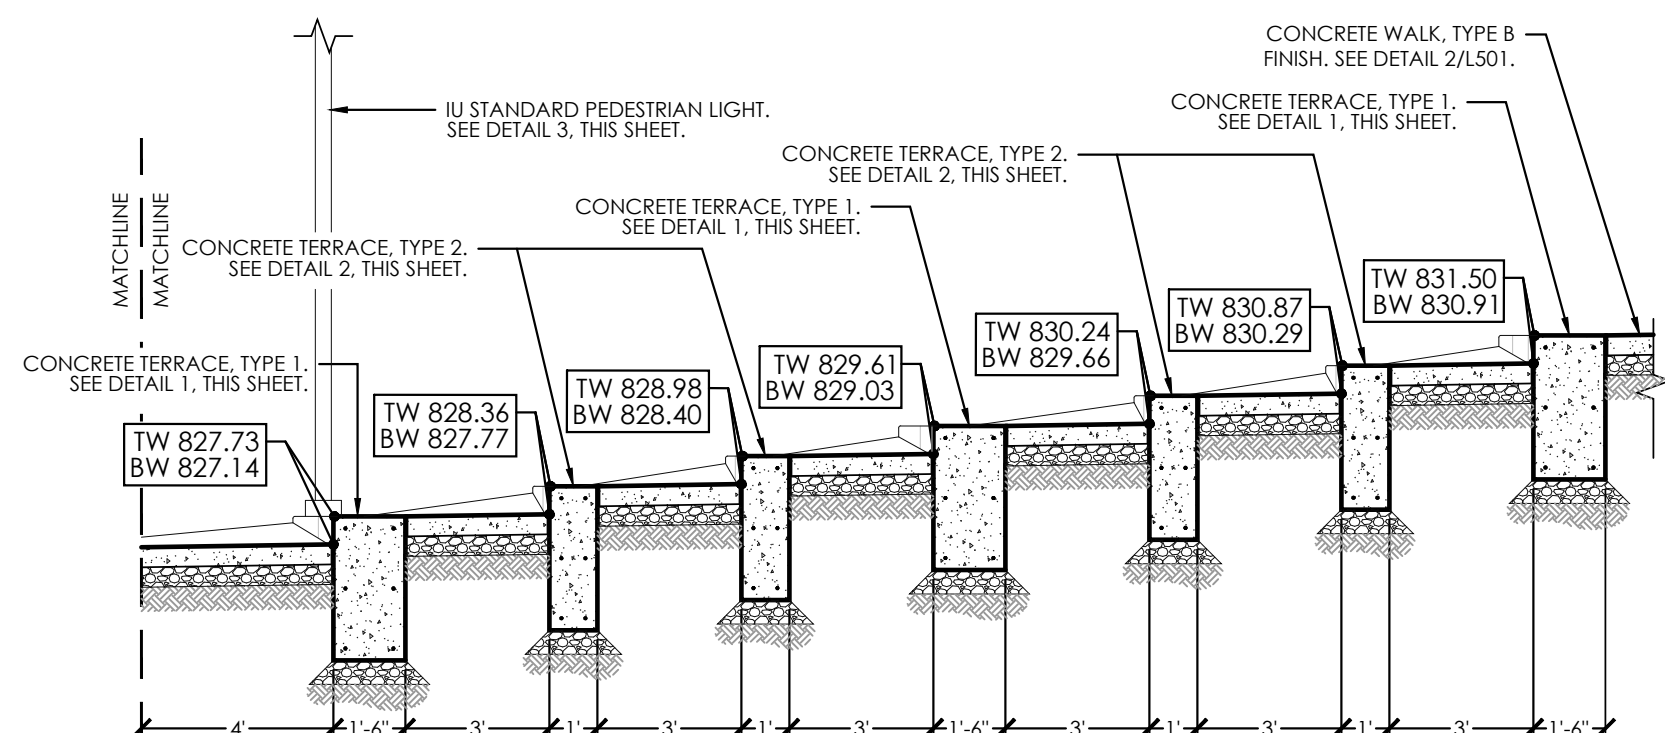 CONCRETE WALK, TYPE B
FINISH. SEE DETAIL 2/L501.
IU STANDARD PEDESTRIAN LIGHT.
SEE DETAIL 3, THIS SHEET.
CONCRETE TERRACE, TYPE 1.
SEE DETAIL 1, THIS SHEET.
CONCRETE TERRACE, TYPE 2.
SEE DETAIL 2, THIS SHEET.
CONCRETE TERRACE, TYPE 1.
SEE DETAIL 1, THIS SHEET.
MATCHLINE
MATCHLINE
CONCRETE TERRACE, TYPE 2.
SEE DETAIL 2, THIS SHEET.
CONCRETE TERRACE, TYPE 1.
SEE DETAIL 1, THIS SHEET.
TW 827.73
BW 827.14
TW 828.36
BW 827.77
TW 828.98
BW 828.40
TW 829.61
BW 829.03
TW 830.24
BW 829.66
TW 830.87
BW 830.29
TW 831.50
BW 830.91
4' 1'-6" 3' 1' 3' 1' 3' 1'-6" 3' 1' 3' 1' 3' 1'-6"